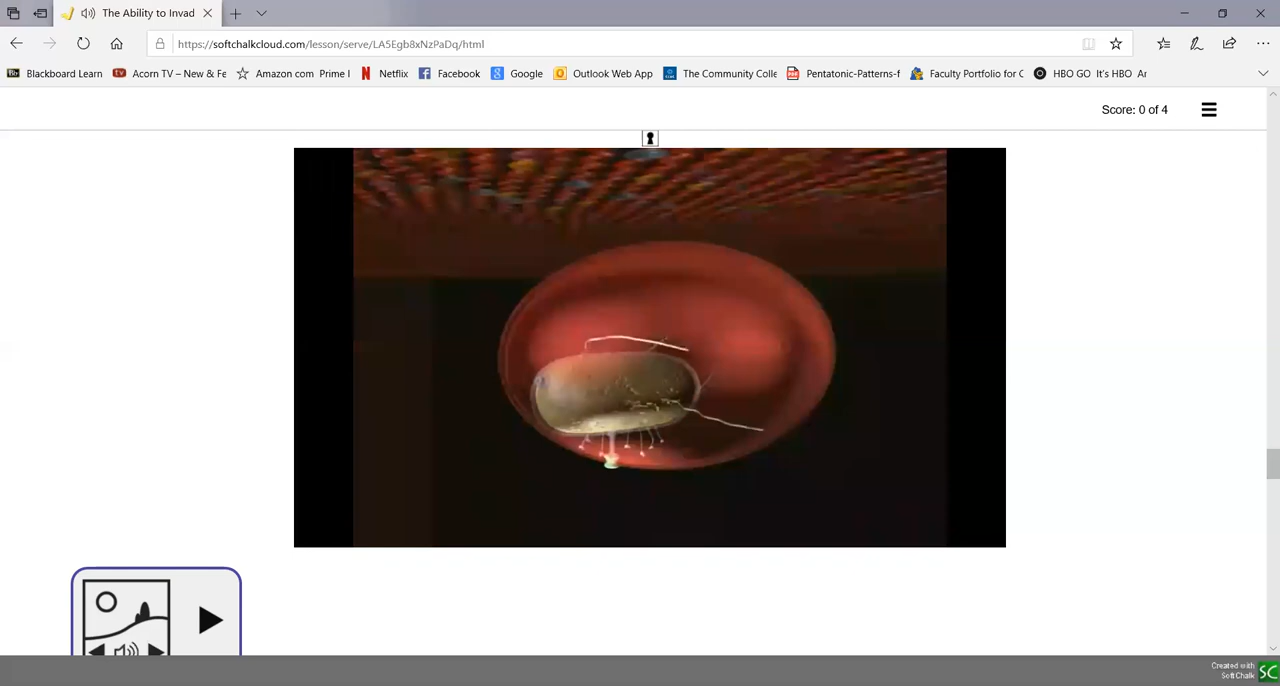 The Ability to Invad
https://softchalkcloud.com/lesson/serve/LA5Egb8xNzPaDq/html
Blackboard Learn Acorn TV – New & Fe Amazon com Prime I Netflix Facebook Google Outlook Web App The Community Colle Pentatonic-Patterns-f Faculty Portfolio for C HBO GO It's HBO Ar
Score: 0 of 4
Created with
SoftChalk
SC